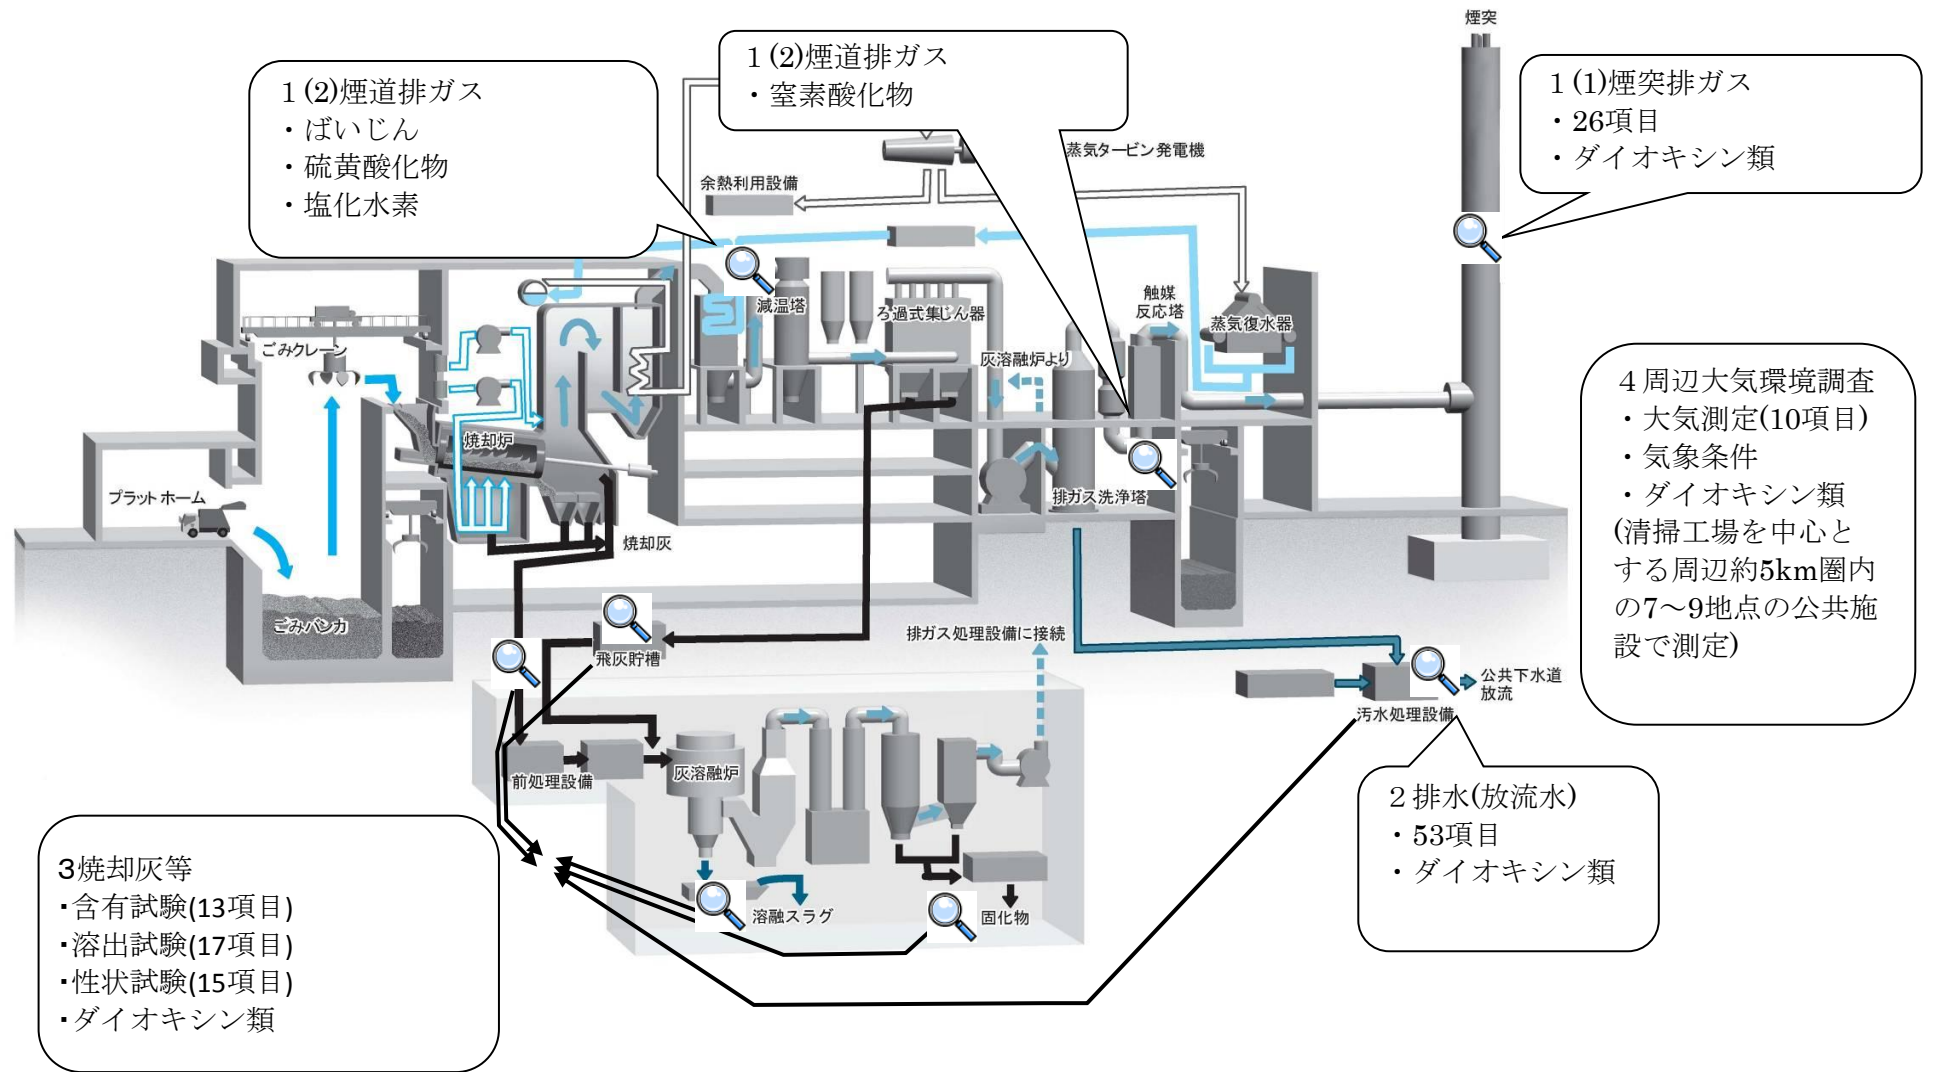 煙突
１(2)煙道排ガス
・ばいじん
・硫黄酸化物
・塩化水素
１(2)煙道排ガス
・窒素酸化物
１(1)煙突排ガス
・26項目
・ダイオキシン類
蒸気タービン発電機
余熱利用設備
減温塔
ろ過式集じん器
触媒
反応塔
蒸気復水器
灰溶融炉より
ごみクレーン
焼却炉
排ガス洗浄塔
プラットホーム
焼却灰
ごみバンカ
４周辺大気環境調査
・大気測定(10項目)
・気象条件
・ダイオキシン類
(清掃工場を中心と
する周辺約5km圏内
の7～9地点の公共施
設で測定)
飛灰貯槽
排ガス処理設備に接続
公共下水道
放流
汚水処理設備
前処理設備
灰溶融炉
溶融スラグ
固化物
２排水(放流水)
・53項目
・ダイオキシン類
3焼却灰等
・含有試験(13項目)
・溶出試験(17項目)
・性状試験(15項目)
・ダイオキシン類